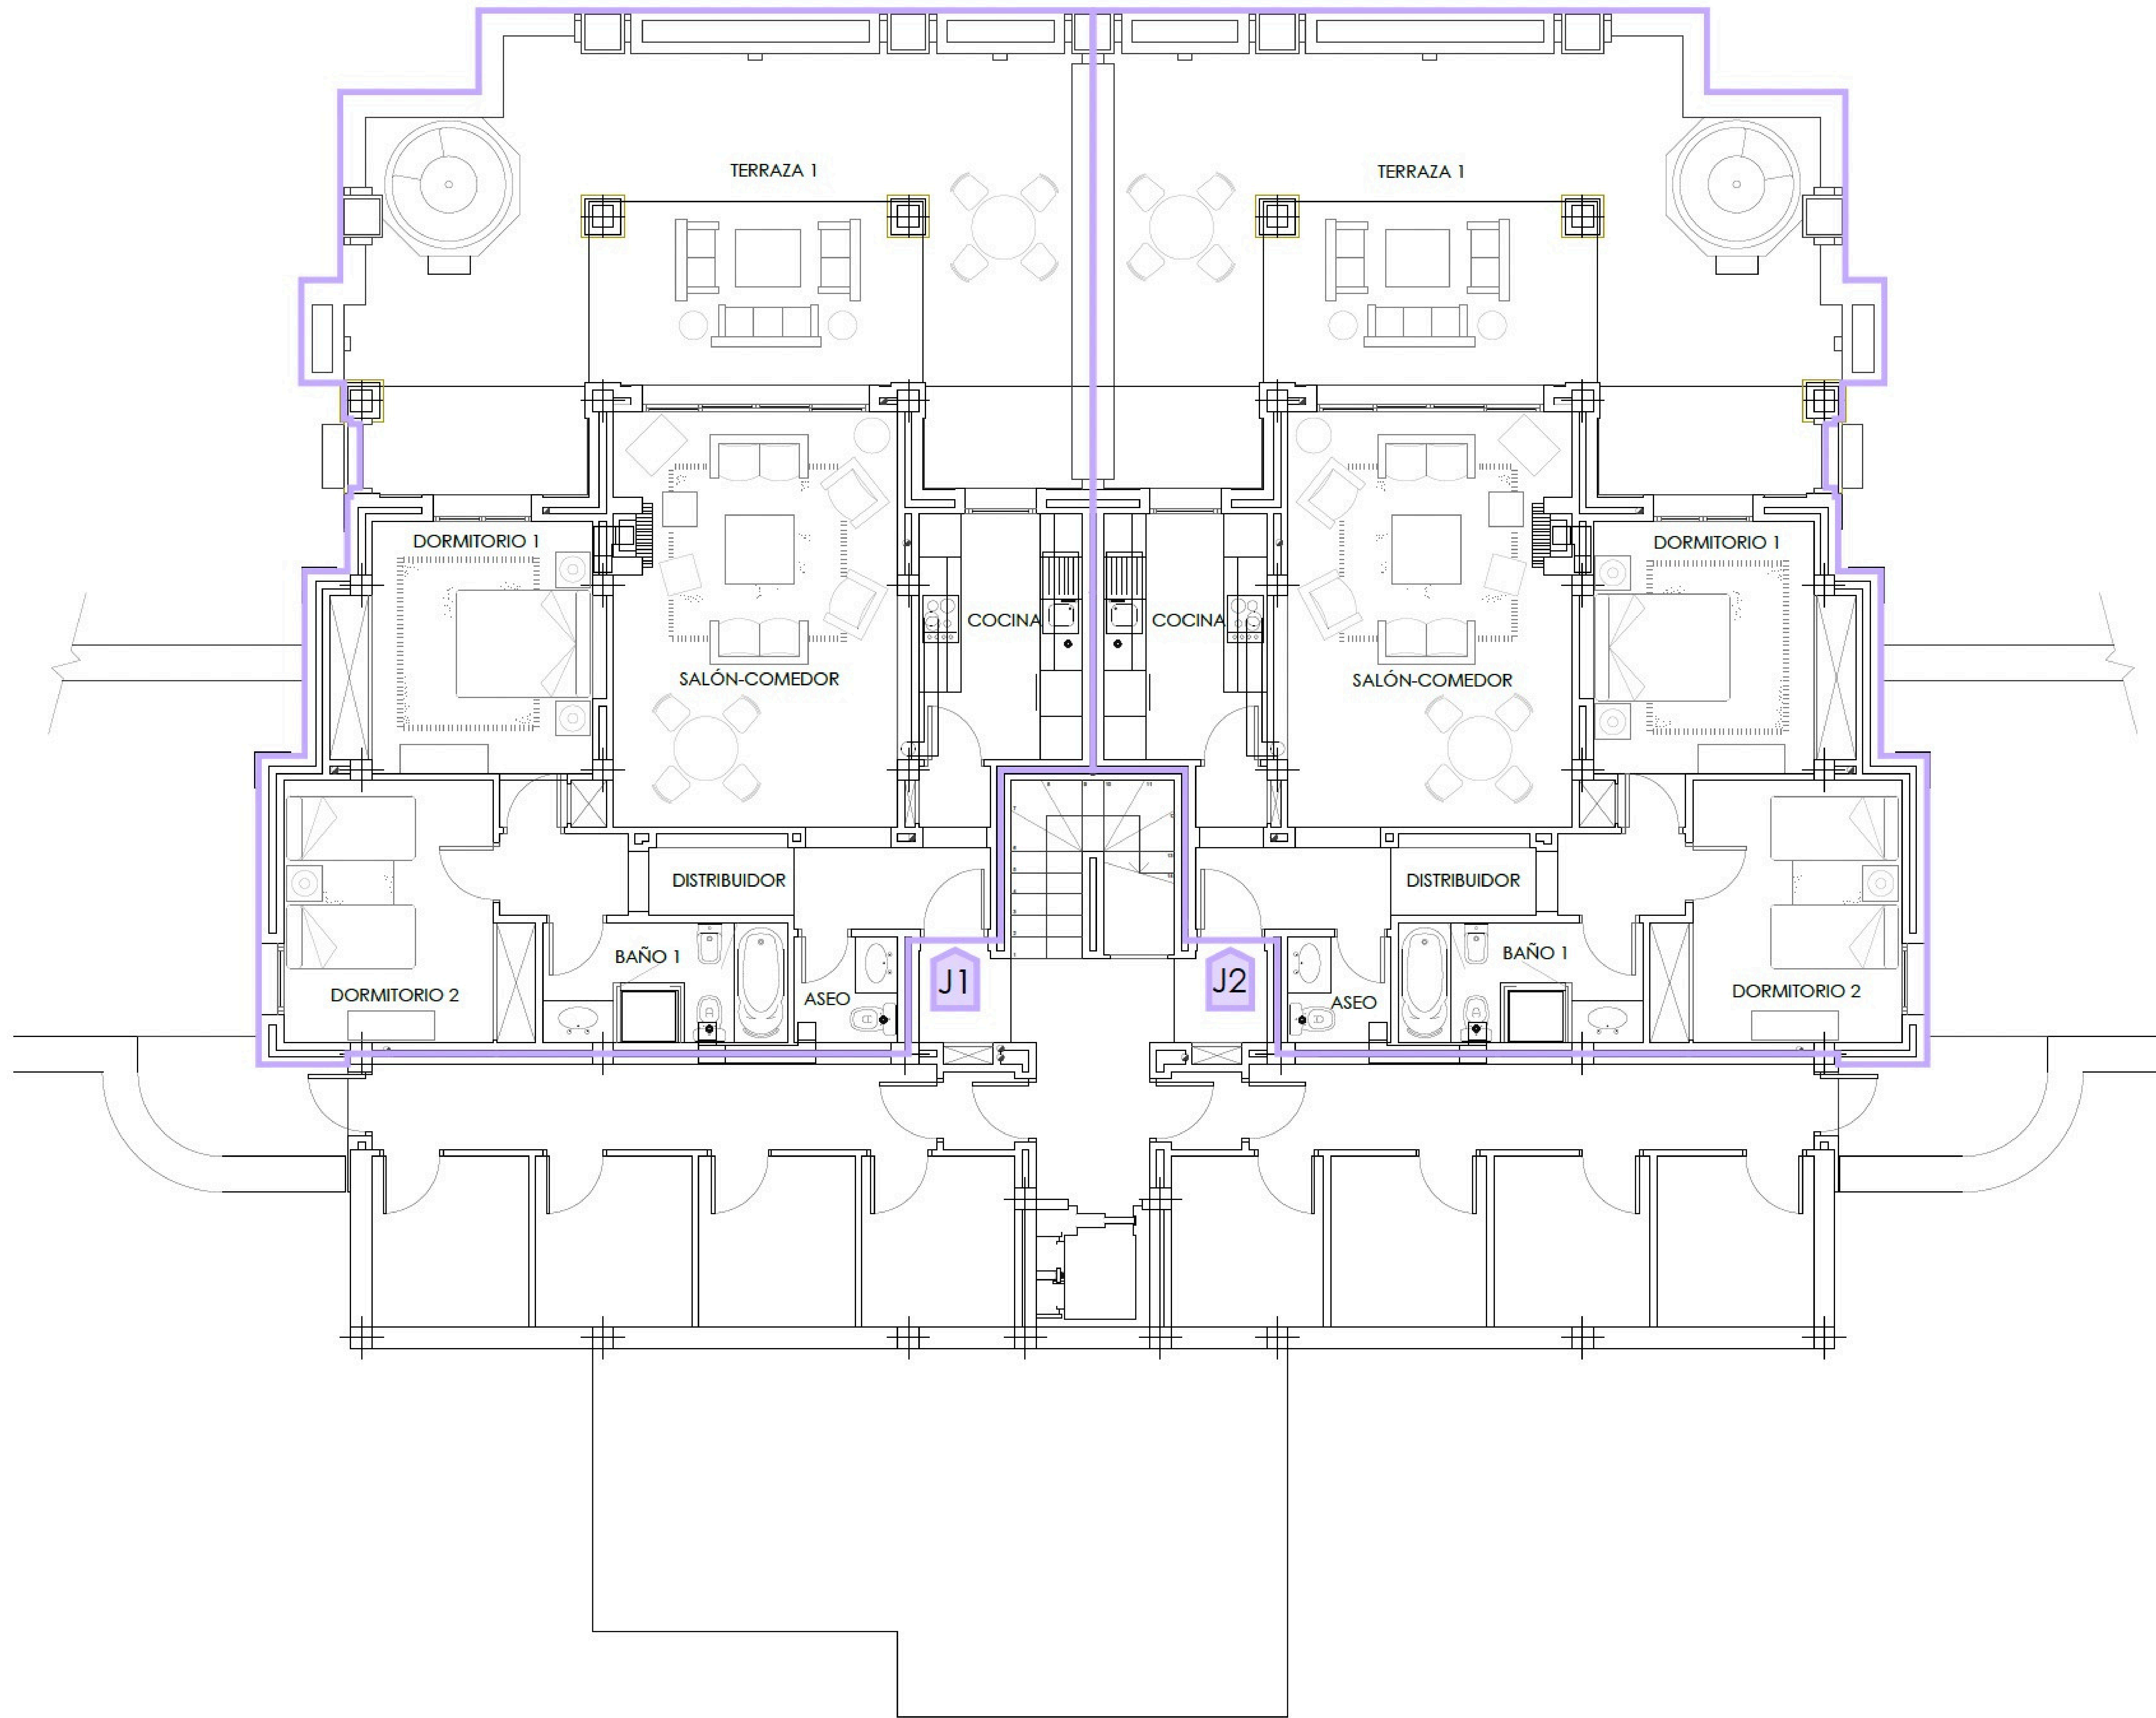 TERRAZA 1
TERRAZA 1
DORMITORIO 1
DORMITORIO 1
COCINA
COCINA
SALÓN-COMEDOR
SALÓN-COMEDOR
DISTRIBUIDOR
DISTRIBUIDOR
BAÑO 1
BAÑO 1
J1
J2
DORMITORIO 2
ASEO
ASEO
DORMITORIO 2